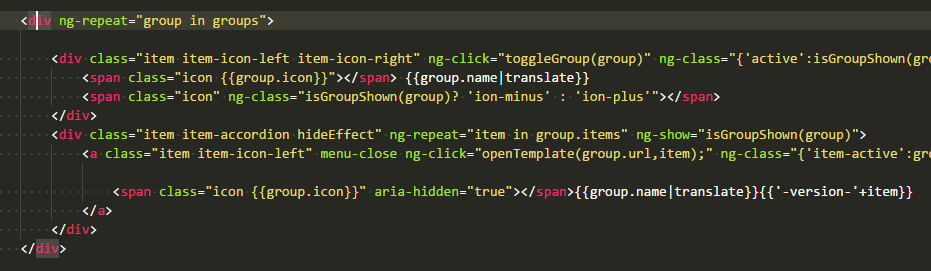 <div ng-repeat="group in groups">
<div class="item item-icon-left item-icon-right" ng-click="toggleGroup(group)" ng-class="{'active':isGroupShown(gro
<span class="icon {{group.icon}}"></span> {{group.name|translate}}
<span class="icon" ng-class="isGroupShown(group)? 'ion-minus' : 'ion-plus'"></span>
</div>
<div class="item item-accordion hideEffect" ng-repeat="item in group.items" ng-show="isGroupShown(group)">
<a class="item item-icon-left" menu-close ng-click="openTemplate(group.url,item);" ng-class="{'item-active':gro
<span class="icon {{group.icon}}" aria-hidden="true"></span>{{group.name|translate}}{{'-version-'+item}}
</a>
</div>
</div>